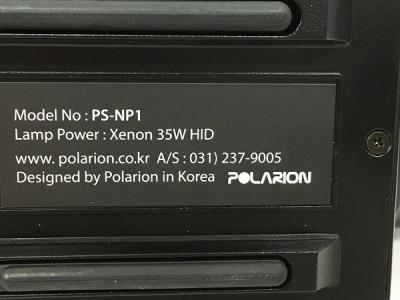 Model No : PS-NP1
Lamp Power : Xenon 35W HID
www. polarion.co.kr A/S : 031) 237-9005
Designed by Polarion in Korea POLARION